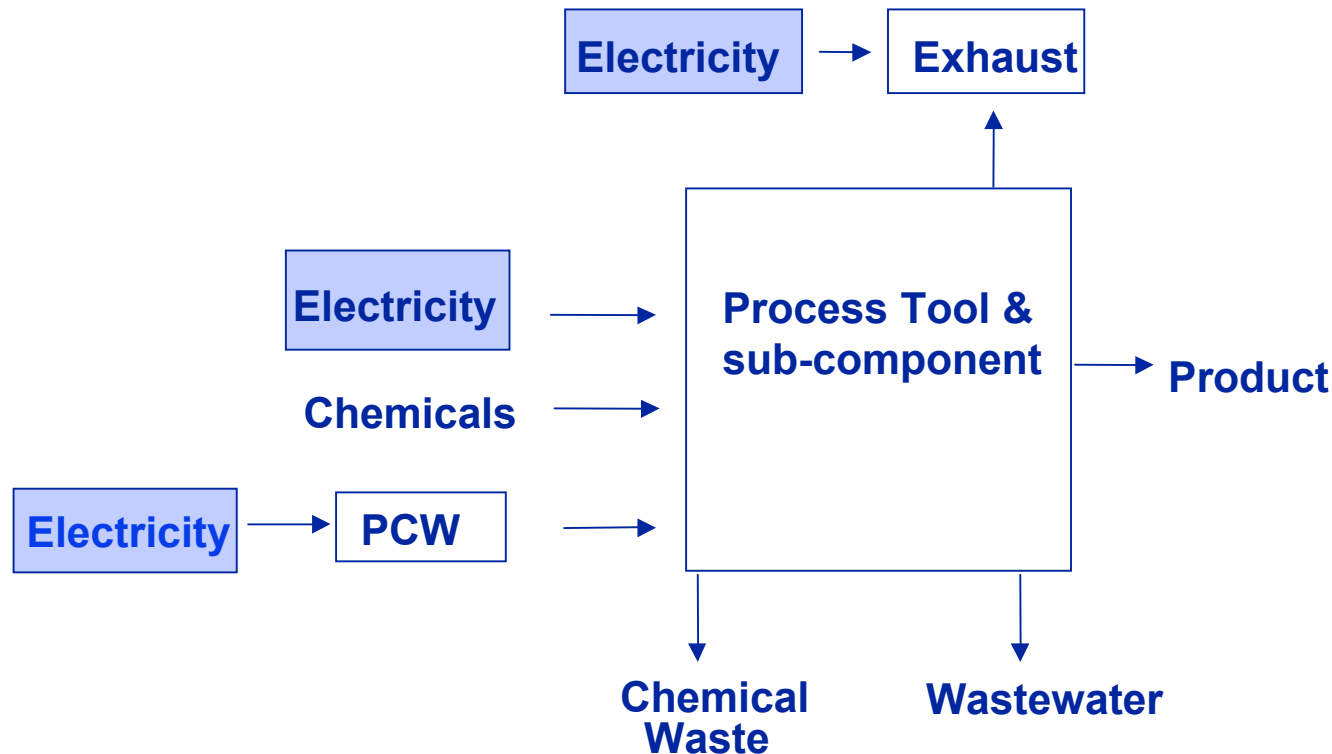 Electricity
Exhaust
Electricity
Process Tool &
sub-component
Product
Chemicals
Electricity
PCW
Chemical
Waste
Wastewater